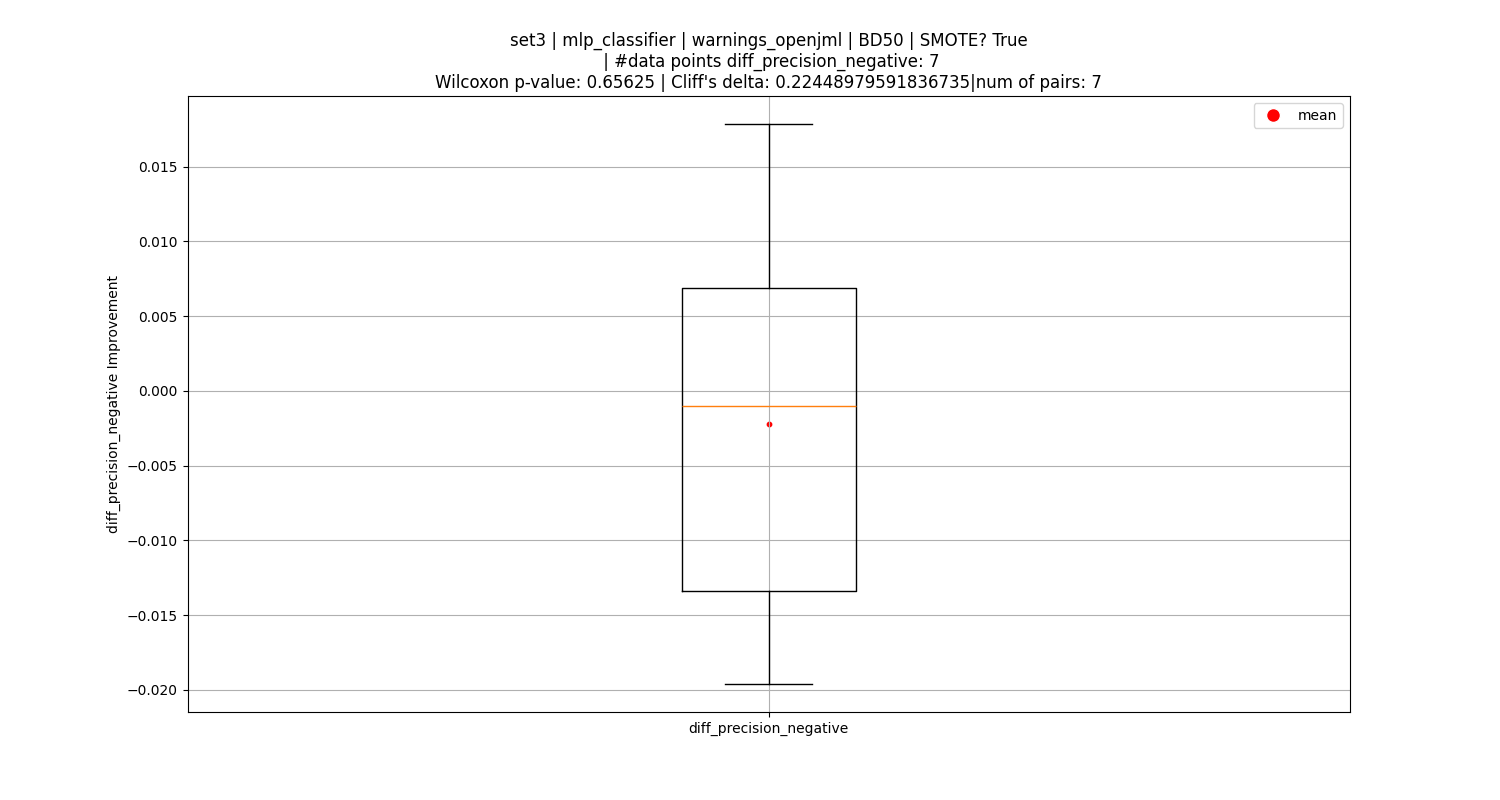 set3 | mlp_classifier | warnings_openjml | BD50 | SMOTE? True
| #data points diff_precision_negative: 7
Wilcoxon p-value: 0.65625 | Cliff's delta: 0.22448979591836735|num of pairs: 7
mean
0.015
0.010
0.005
0.000
−0.005
−0.010
−0.015
−0.020
diff_precision_negative Improvement
diff_precision_negative